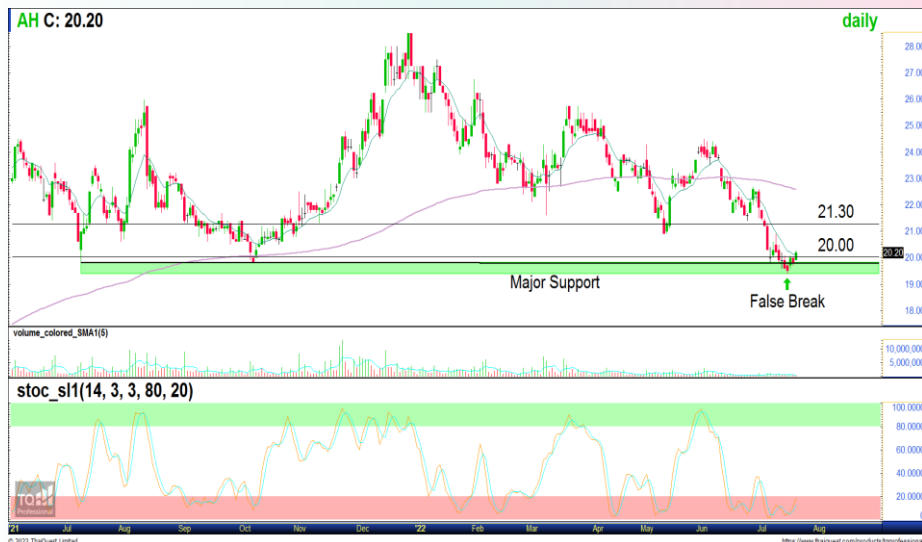 AH C: 20.20
daily
28.00
27.00
26.00
25.00
24.00
23.00
22.00
21.30
21.00
20.00
20.20
20.00
Major Support
19.00
False Break
18.00
volume_colored_SMA1(5)
10,000,000
5,000,000
stoc_sl1(14, 3, 3, 80, 20)
100.0000
80.0000
60.0000
40.0000
20.0000
Professional
'21 Jul Aug Sep Oct Nov Dec '22 Feb Mar Apr May Jun Jul Aug